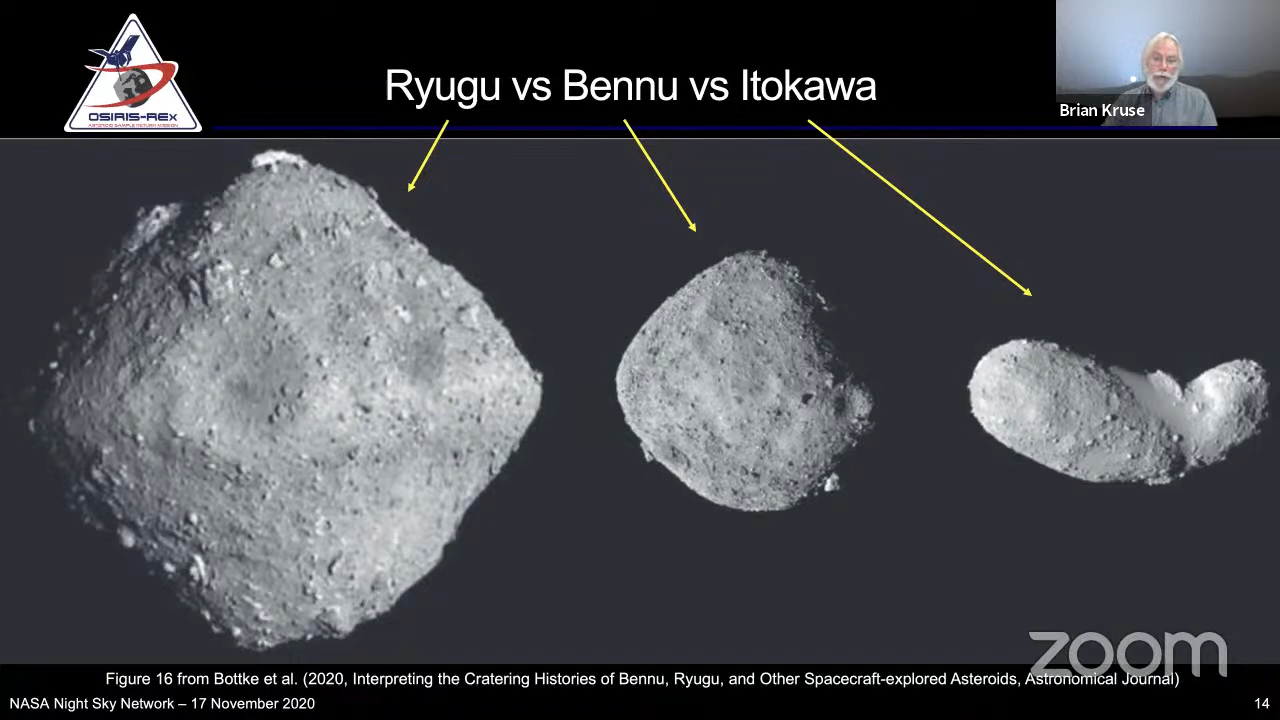 OSIRIS-REx
ASTEROID SAMPLE RETURN MISSION
Ryugu vs Bennu vs Itokawa
Brian Kruse
zoom
Figure 16 from Bottke et al. (2020, Interpreting the Cratering Histories of Bennu, Ryugu, and Other Spacecraft-explored Asteroids, Astronomical Journal)
NASA Night Sky Network – 17 November 2020
14